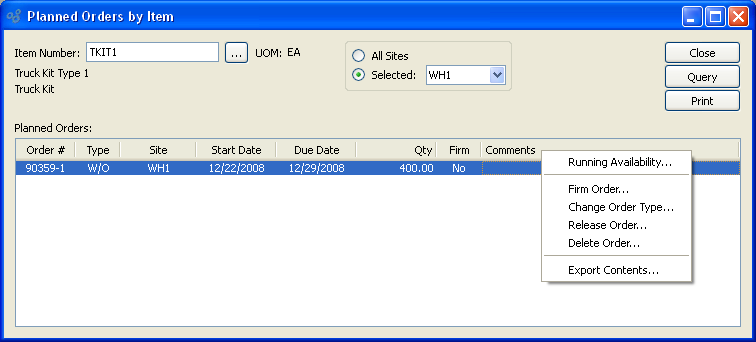 Planned Orders by Item
Item Number: TKIT1 ... UOM: EA
Truck Kit Type 1
Truck Kit
All Sites
Selected: WH1
Close
Query
Print
Planned Orders:
Order # Type Site Start Date Due Date Qty Firm Comments
90359-1 W/O WH1 12/22/2008 12/29/2008 400.00 No
Running Availability...
Firm Order...
Change Order Type...
Release Order...
Delete Order...
Export Contents...